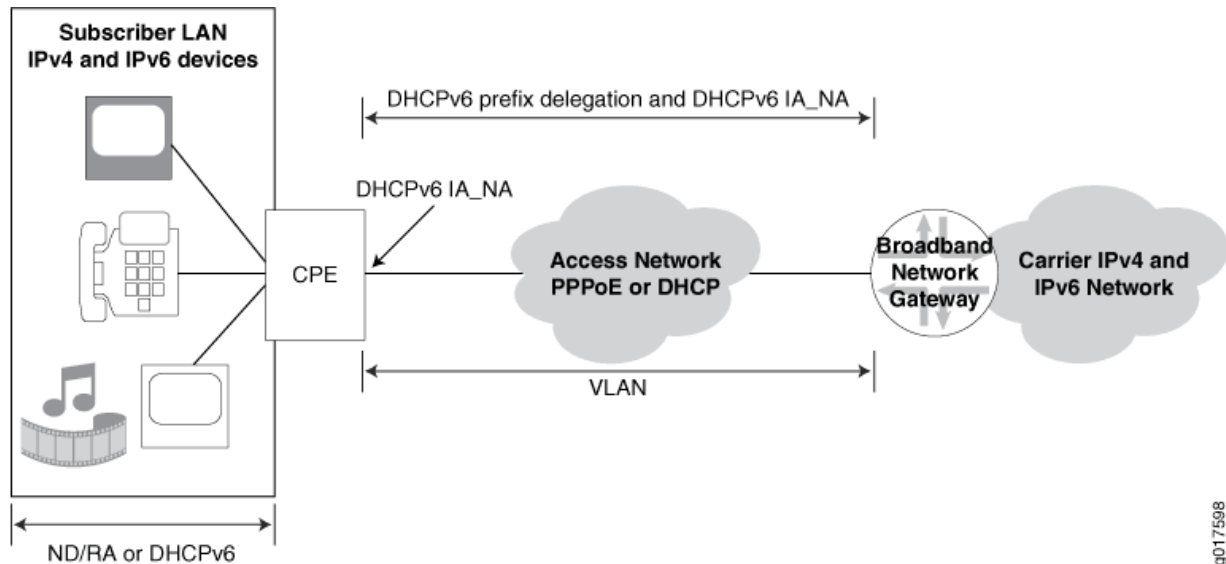 Subscriber LAN
IPv4 and IPv6 devices
DHCPv6 prefix delegation and DHCPv6 IA_NA
DHCPv6 IA_NA
CPE
Access Network
PPPoE or DHCP
Broadband
Network
Gateway
Carrier IPv4 and
IPv6 Network
VLAN
ND/RA or DHCPv6
g017598